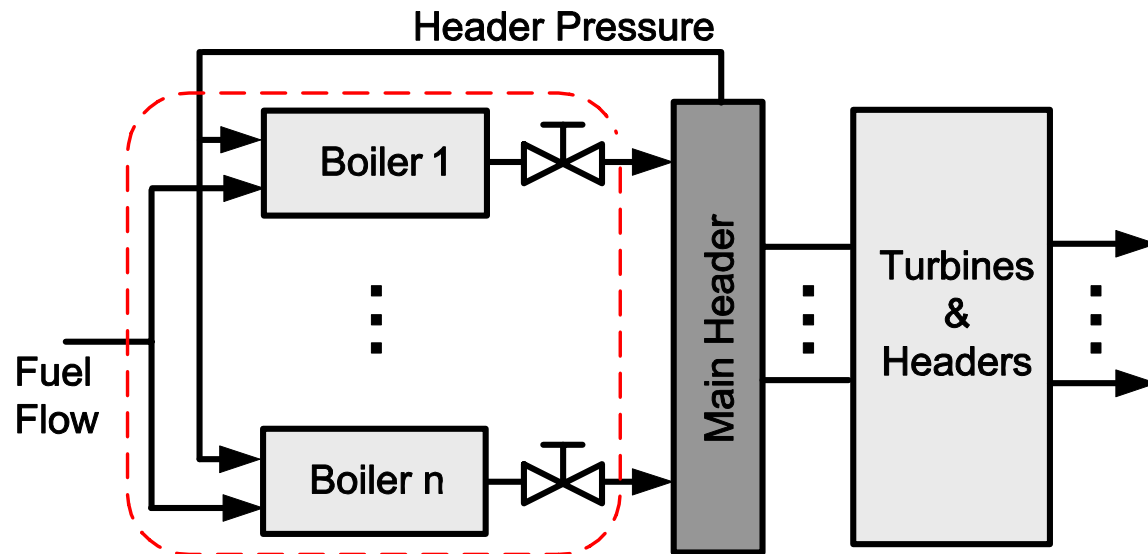 Header Pressure
Boiler 1
Fuel
Flow
Boiler n
Main Header
Turbines
&
Headers